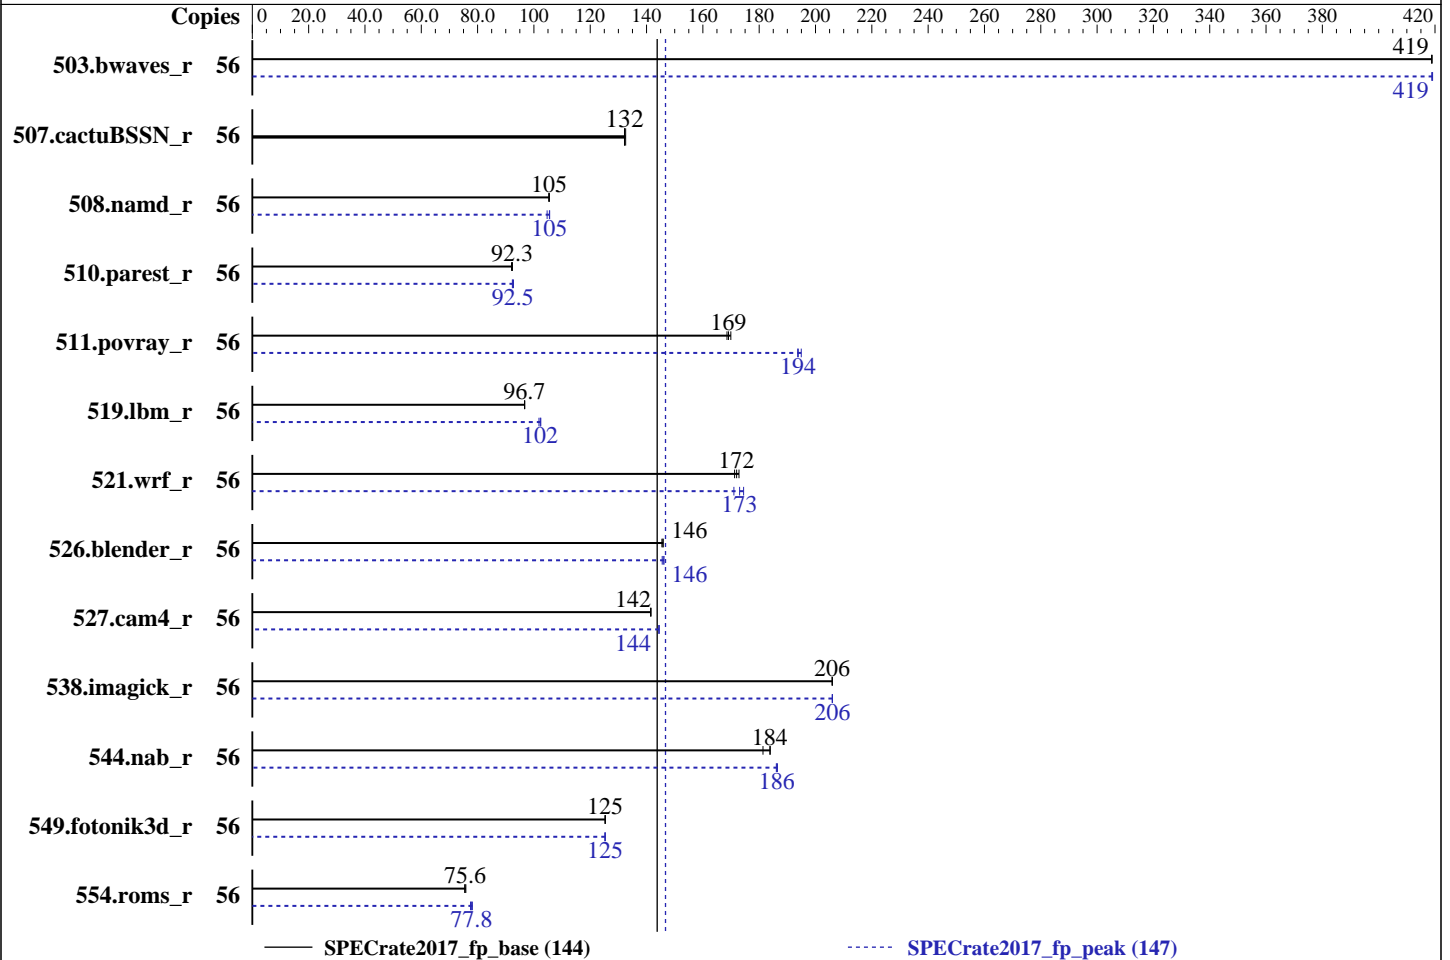 Copies 0 20.0 40.0 60.0 80.0 100 120 140 160 180 200 220 240 260 280 300 320 340 360 380 420
419
503.bwaves_r 56
419
132
507.cactuBSSN_r 56
105
508.namd_r 56
105
92.3
510.parest_r 56
92.5
169
511.povray_r 56
194
96.7
519.lbm_r 56
102
172
521.wrf_r 56
173
146
526.blender_r 56
146
142
527.cam4_r 56
144
206
538.imagick_r 56
206
184
544.nab_r 56
186
125
549.fotonik3d_r 56
125
75.6
554.roms_r 56
77.8
SPECrate2017_fp_base (144) SPECrate2017_fp_peak (147)